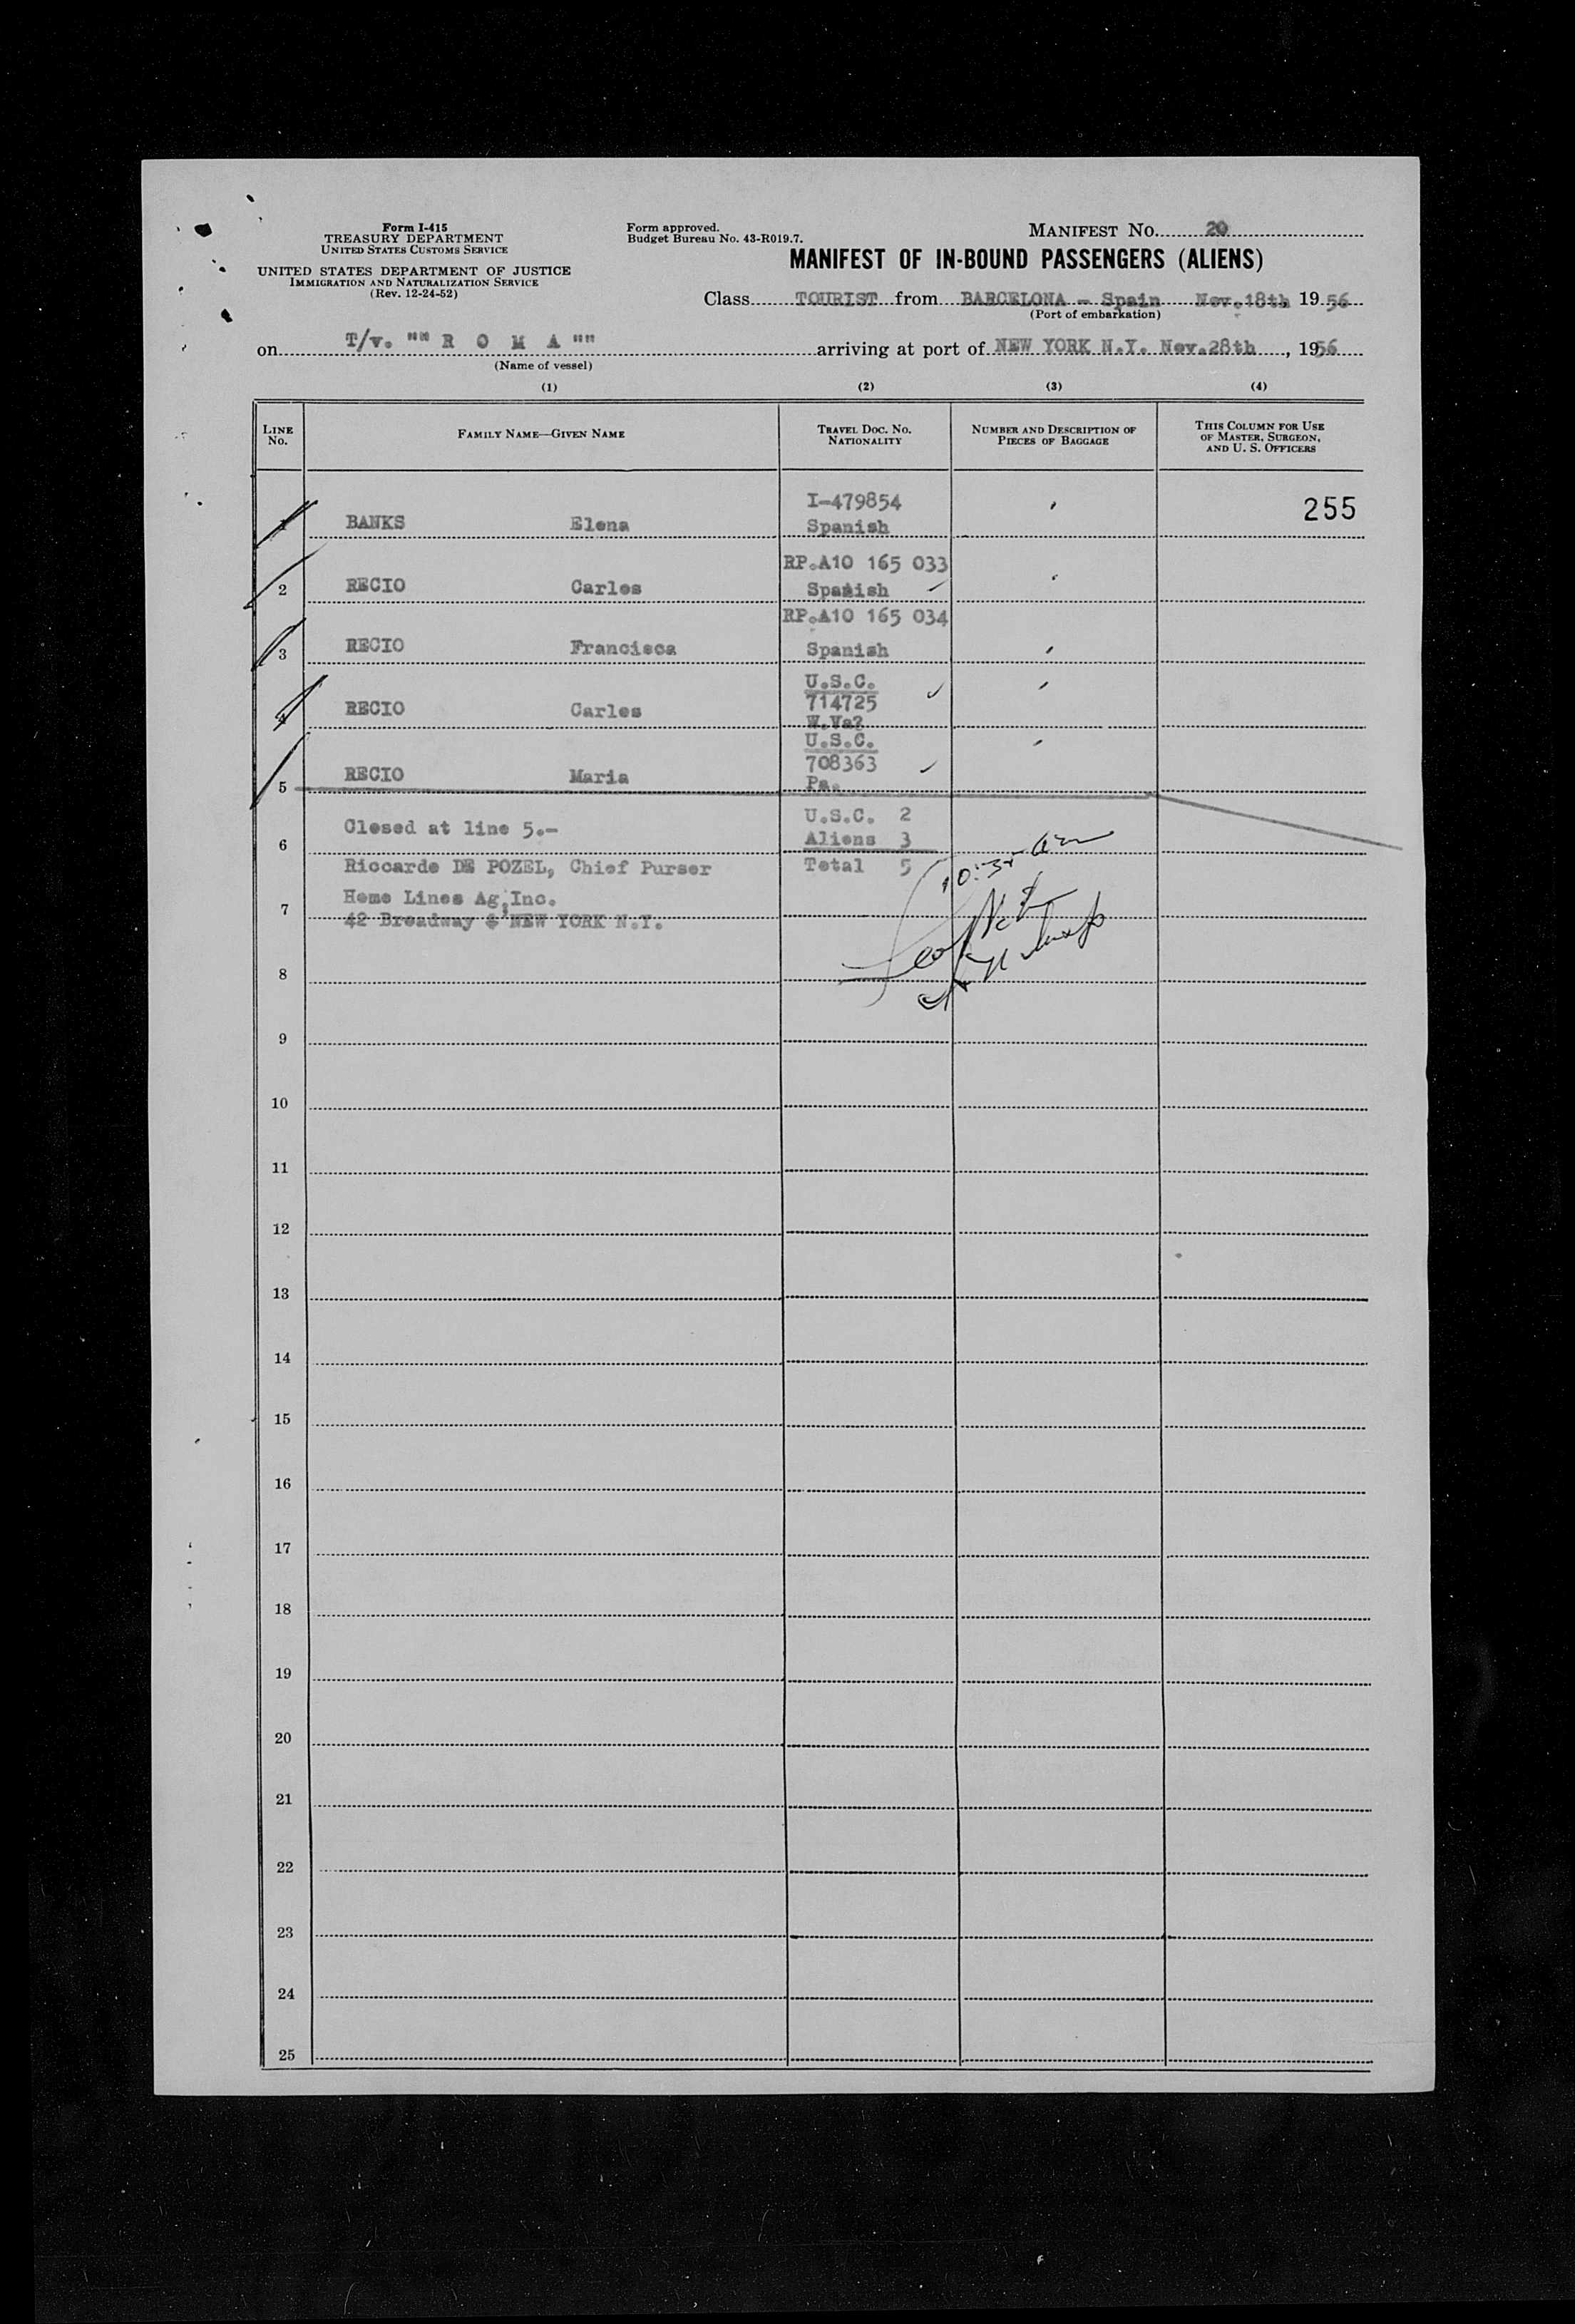 Form I-415
TREASURY DEPARTMENT
UNITED STATES CUSTOMS SERVICE
UNITED STATES DEPARTMENT OF JUSTICE
IMMIGRATION AND NATURALIZATION SERVICE
(Rev. 12-24-52)
Form approved.
Budget Bureau No. 43-R019.7.
MANIFEST No. 20
MANIFEST OF IN-BOUND PASSENGERS (ALIENS)
Class TOURIST from BARCELONA - Spain Nov.18th, 1956
(Port of embarkation)
on T/v. "" R O M A "" arriving at port of NEW YORK N.Y. Nov.28th, 1956
(Name of vessel)
(1) (2) (3) (4)
LINE No. FAMILY NAME—GIVEN NAME TRAVEL DOC. NO. NATIONALITY NUMBER AND DESCRIPTION OF PIECES OF BAGGAGE THIS COLUMN FOR USE OF MASTER, SURGEON, AND U. S. OFFICERS
I-479854 255
1 BANKS Elena Spanish
RP.A10 165 033
2 RECIO Carlos Spanish
RP.A10 165 034
3 RECIO Francisca Spanish
U.S.C.
4 RECIO Carlos 714725
W.Va?
U.S.C.
708363
5 RECIO Maria Pa.
U.S.C. 2
6 Closed at line 5.- Aliens 3
Riccardo DE POZEL, Chief Purser Total 5
10:35 am
7 Home Lines Ag,Inc.
42 Broadway NEW YORK N.Y.
8
9
10
11
12
13
14
15
16
17
18
19
20
21
22
23
24
25